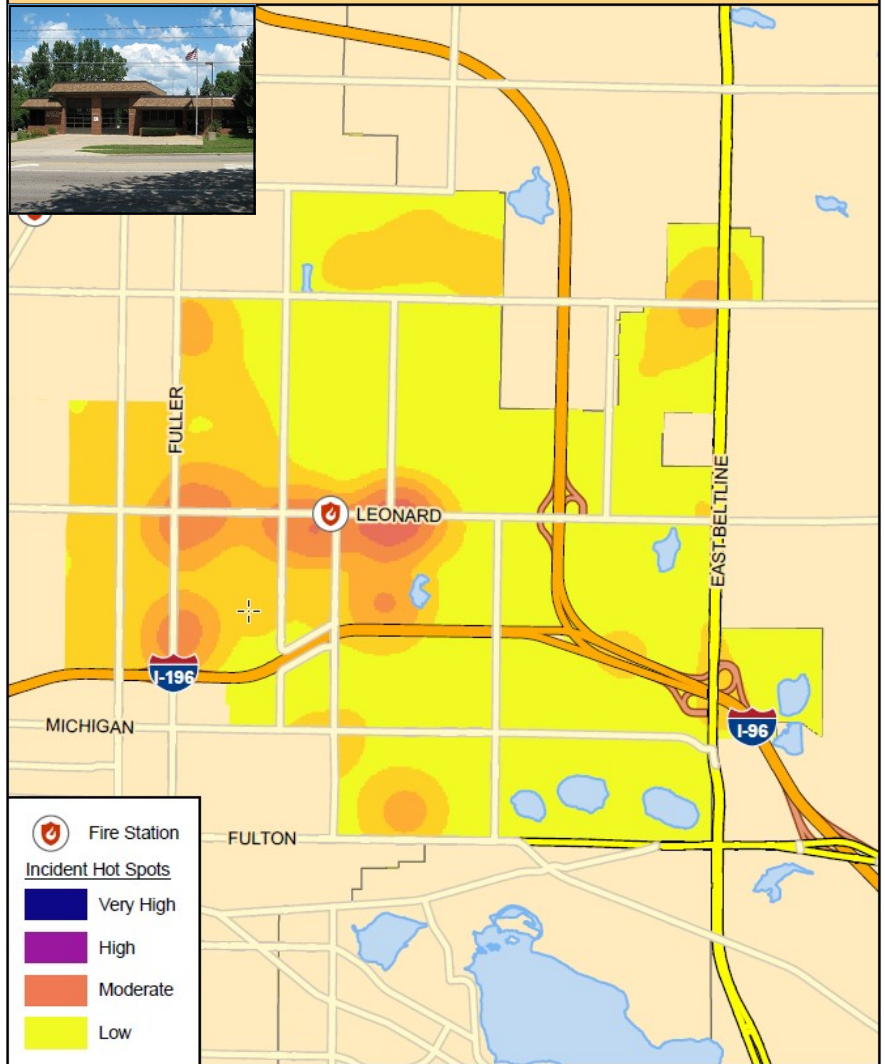 FULLER
LEONARD
EAST BELTLINE
I-196
MICHIGAN
I-96
FULTON
Fire Station
Incident Hot Spots
Very High
High
Moderate
Low